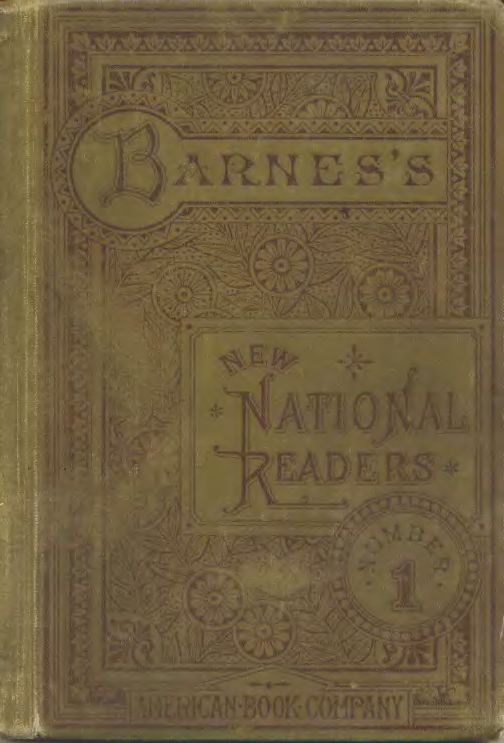 BARNES'S
NEW
NATIONAL
READERS
·NUMBER·
1
AMERICAN·BOOK·COMPANY